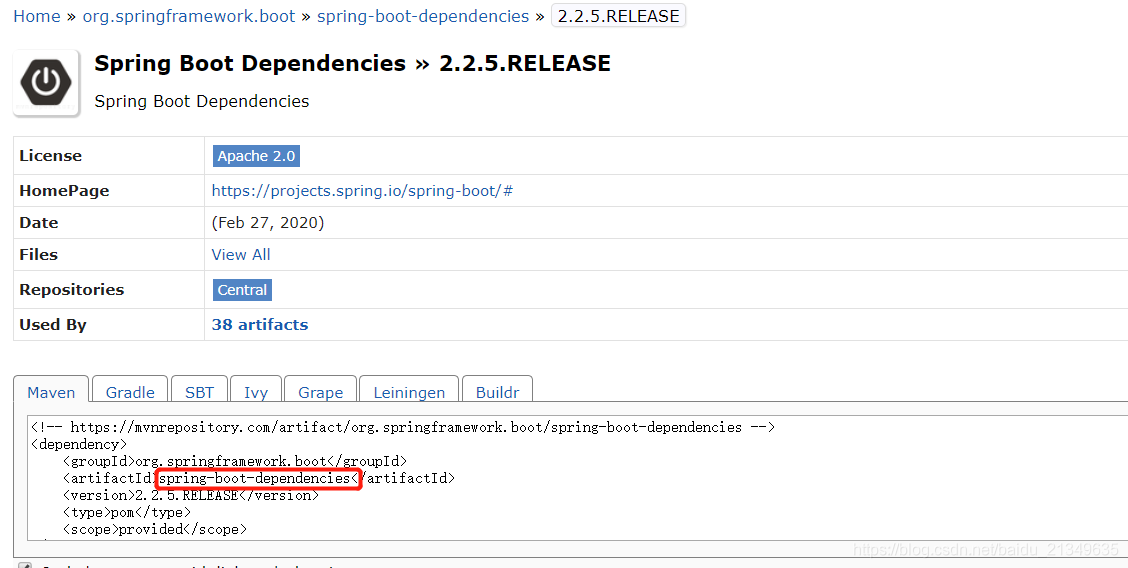 Home » org.springframework.boot » spring-boot-dependencies » 2.2.5.RELEASE
Spring Boot Dependencies » 2.2.5.RELEASE
Spring Boot Dependencies
License Apache 2.0
HomePage https://projects.spring.io/spring-boot/#
Date (Feb 27, 2020)
Files View All
Repositories Central
Used By 38 artifacts
Maven Gradle SBT Ivy Grape Leiningen Buildr
<!-- https://mvnrepository.com/artifact/org.springframework.boot/spring-boot-dependencies -->
<dependency>
<groupId>org.springframework.boot</groupId>
<artifactId>spring-boot-dependencies</artifactId>
<version>2.2.5.RELEASE</version>
<type>pom</type>
<scope>provided</scope>
https://blog.csdn.net/baidu_21349635